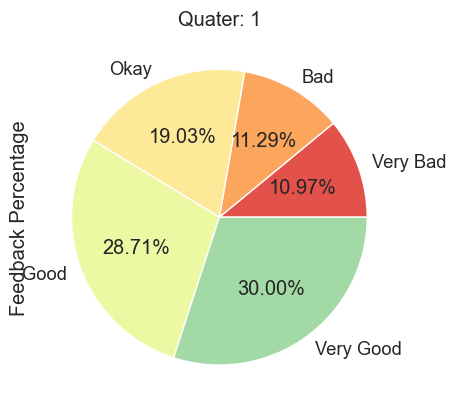 Quater: 1
Okay
Bad
19.03%
11.29%
Very Bad
10.97%
Feedback Percentage
28.71%
Good
30.00%
Very Good